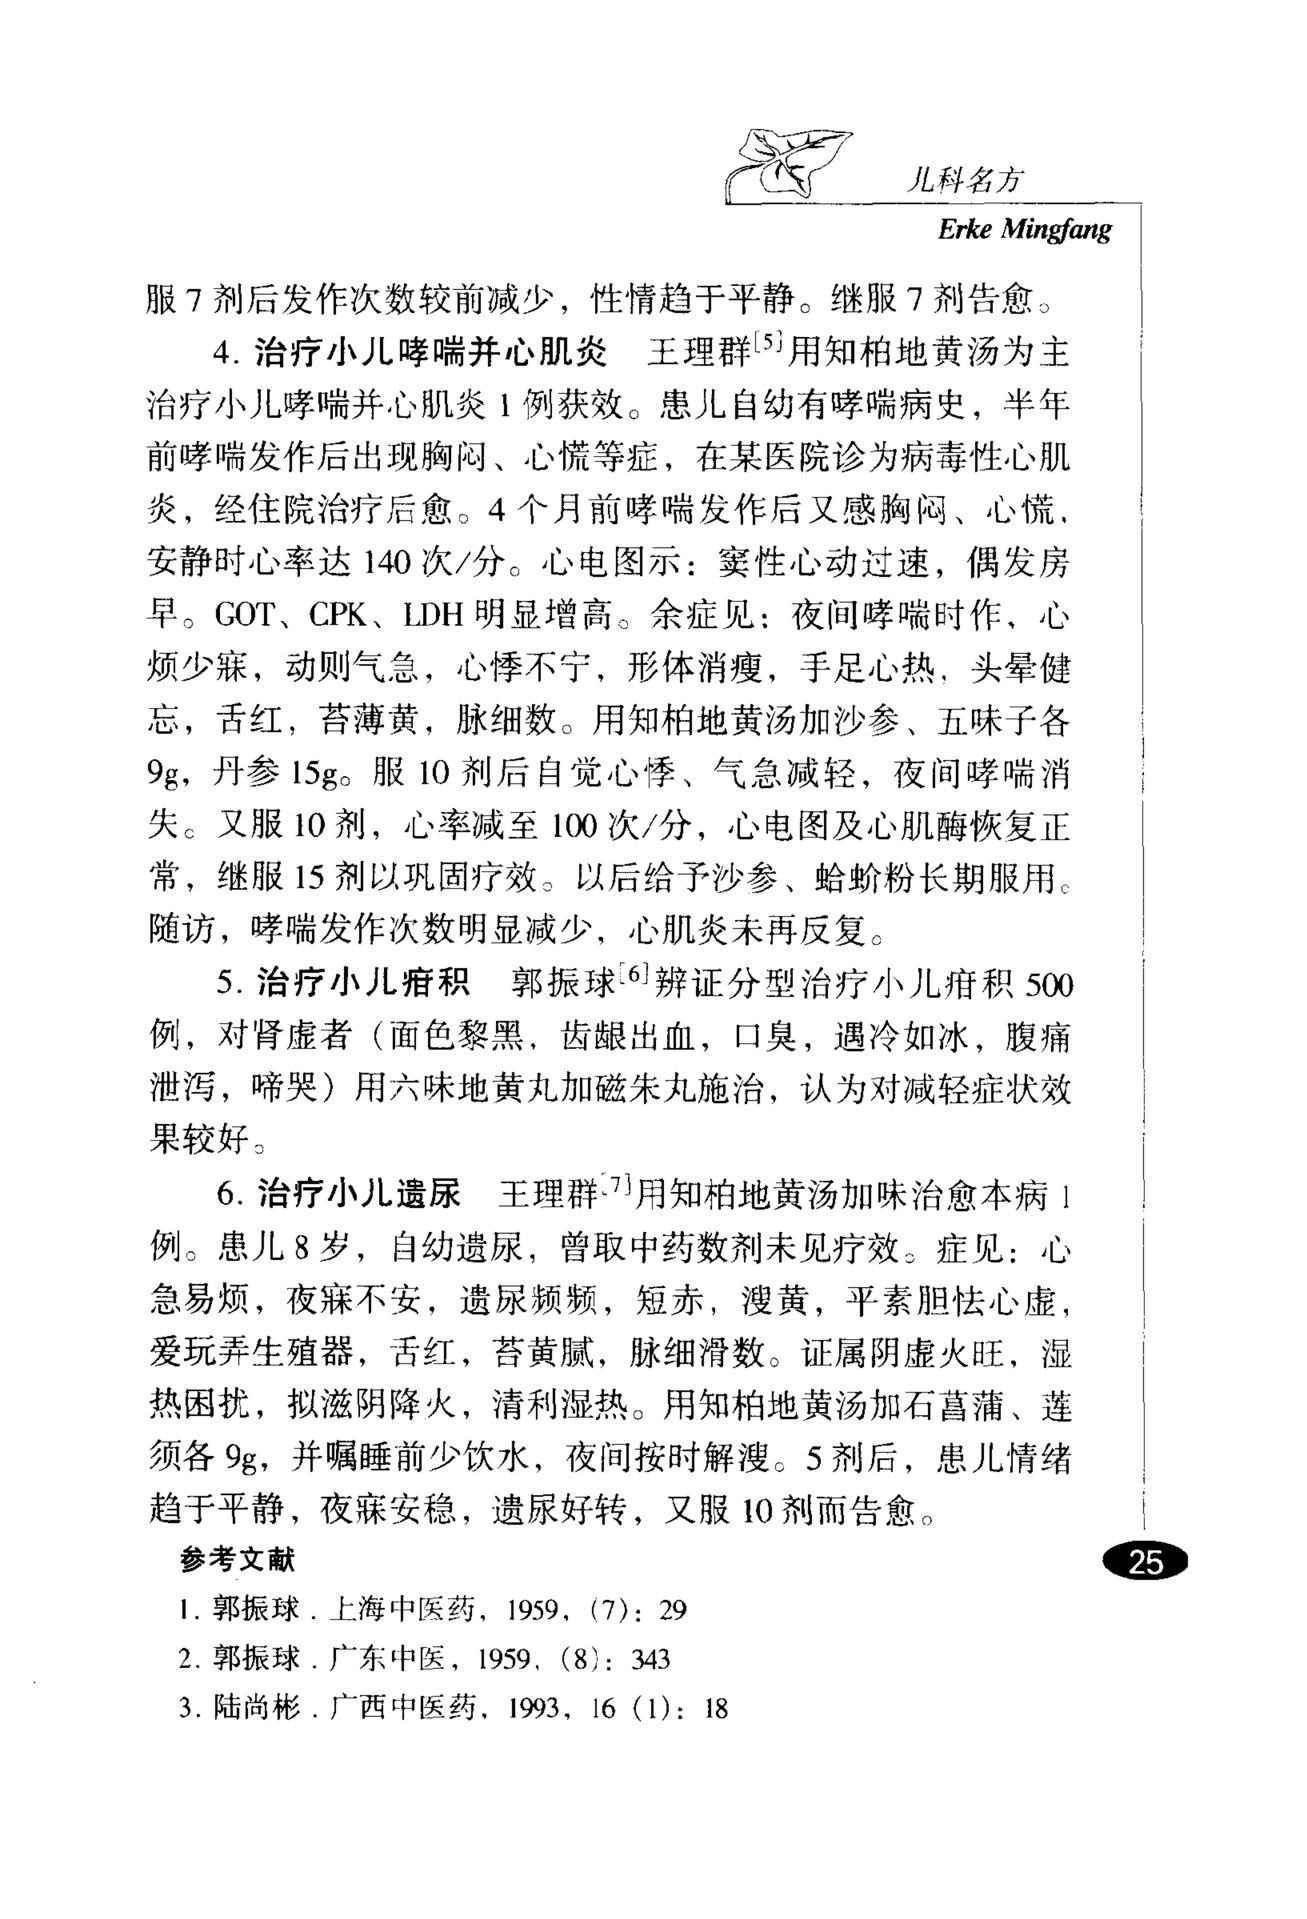 儿科名方
Erke Mingfang
服 7 剂后发作次数较前减少，性情趋于平静。继服 7 剂告愈。
4. 治疗小儿哮喘并心肌炎　王理群[5]用知柏地黄汤为主
治疗小儿哮喘并心肌炎 1 例获效。患儿自幼有哮喘病史，半年
前哮喘发作后出现胸闷、心慌等症，在某医院诊为病毒性心肌
炎，经住院治疗后愈。4 个月前哮喘发作后又感胸闷、心慌，
安静时心率达 140 次/分。心电图示：窦性心动过速，偶发房
早。GOT、CPK、LDH 明显增高。余症见：夜间哮喘时作，心
烦少寐，动则气急，心悸不宁，形体消瘦，手足心热，头晕健
忘，舌红，苔薄黄，脉细数。用知柏地黄汤加沙参、五味子各
9g，丹参 15g。服 10 剂后自觉心悸、气急减轻，夜间哮喘消
失。又服 10 剂，心率减至 100 次/分，心电图及心肌酶恢复正
常，继服 15 剂以巩固疗效。以后给予沙参、蛤蚧粉长期服用。
随访，哮喘发作次数明显减少，心肌炎未再反复。
5. 治疗小儿疳积　郭振球[6]辨证分型治疗小儿疳积 500
例，对肾虚者（面色黎黑，齿龈出血，口臭，遇冷如冰，腹痛
泄泻，啼哭）用六味地黄丸加磁朱丸施治，认为对减轻症状效
果较好。
6. 治疗小儿遗尿　王理群[7]用知柏地黄汤加味治愈本病 1
例。患儿 8 岁，自幼遗尿，曾取中药数剂未见疗效。症见：心
急易烦，夜寐不安，遗尿频频，短赤，溲黄，平素胆怯心虚，
爱玩弄生殖器，舌红，苔黄腻，脉细滑数。证属阴虚火旺，湿
热困扰，拟滋阴降火，清利湿热。用知柏地黄汤加石菖蒲、莲
须各 9g，并嘱睡前少饮水，夜间按时解溲。5 剂后，患儿情绪
趋于平静，夜寐安稳，遗尿好转，又服 10 剂而告愈。
参考文献
25
1. 郭振球．上海中医药，1959，(7)：29
2. 郭振球．广东中医，1959，(8)：343
3. 陆尚彬．广西中医药，1993，16 (1)：18